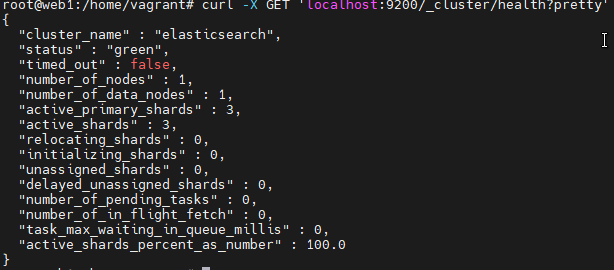 root@web1:/home/vagrant# curl -X GET 'localhost:9200/_cluster/health?pretty'
{
  "cluster_name" : "elasticsearch",
  "status" : "green",
  "timed_out" : false,
  "number_of_nodes" : 1,
  "number_of_data_nodes" : 1,
  "active_primary_shards" : 3,
  "active_shards" : 3,
  "relocating_shards" : 0,
  "initializing_shards" : 0,
  "unassigned_shards" : 0,
  "delayed_unassigned_shards" : 0,
  "number_of_pending_tasks" : 0,
  "number_of_in_flight_fetch" : 0,
  "task_max_waiting_in_queue_millis" : 0,
  "active_shards_percent_as_number" : 100.0
}